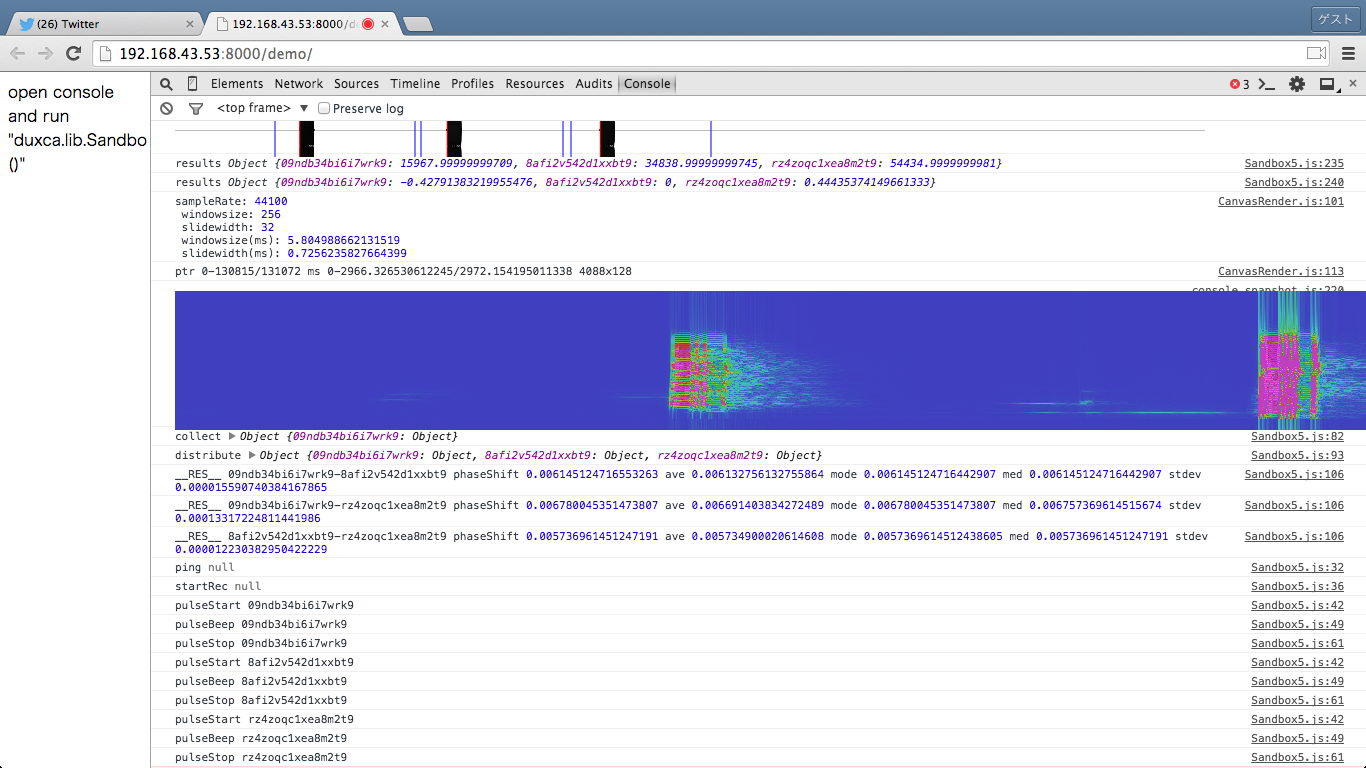 (26) Twitter
192.168.43.53:8000/de
ゲスト
192.168.43.53:8000/demo/
open console
and run
"duxca.lib.Sandbo
()"
Elements Network Sources Timeline Profiles Resources Audits Console 3
<top frame> Preserve log
results Object {09ndb34bi6i7wrk9: 15967.99999999709, 8afi2v542d1xxbt9: 34838.99999999745, rz4zoqc1xea8m2t9: 54434.9999999981} Sandbox5.js:235
results Object {09ndb34bi6i7wrk9: -0.42791383219955476, 8afi2v542d1xxbt9: 0, rz4zoqc1xea8m2t9: 0.44435374149661333} Sandbox5.js:240
sampleRate: 44100 CanvasRender.js:101
windowsize: 256
slidewidth: 32
windowsize(ms): 5.804988662131519
slidewidth(ms): 0.7256235827664399
ptr 0-130815/131072 ms 0-2966.326530612245/2972.154195011338 4088x128 CanvasRender.js:113
console.snapshot.js:220
collect Object {09ndb34bi6i7wrk9: Object} Sandbox5.js:82
distribute Object {09ndb34bi6i7wrk9: Object, 8afi2v542d1xxbt9: Object, rz4zoqc1xea8m2t9: Object} Sandbox5.js:93
__RES__ 09ndb34bi6i7wrk9-8afi2v542d1xxbt9 phaseShift 0.006145124716553263 ave 0.006132756132755864 mode 0.006145124716442907 med 0.006145124716442907 stdev Sandbox5.js:106
0.000015590740384167865
__RES__ 09ndb34bi6i7wrk9-rz4zoqc1xea8m2t9 phaseShift 0.006780045351473807 ave 0.006691403834272489 mode 0.006780045351473807 med 0.006757369614515674 stdev Sandbox5.js:106
0.00013317224811441986
__RES__ 8afi2v542d1xxbt9-rz4zoqc1xea8m2t9 phaseShift 0.005736961451247191 ave 0.005734900020614608 mode 0.0057369614512438605 med 0.005736961451247191 stdev Sandbox5.js:106
0.000012230382950422229
ping null Sandbox5.js:32
startRec null Sandbox5.js:36
pulseStart 09ndb34bi6i7wrk9 Sandbox5.js:42
pulseBeep 09ndb34bi6i7wrk9 Sandbox5.js:49
pulseStop 09ndb34bi6i7wrk9 Sandbox5.js:61
pulseStart 8afi2v542d1xxbt9 Sandbox5.js:42
pulseBeep 8afi2v542d1xxbt9 Sandbox5.js:49
pulseStop 8afi2v542d1xxbt9 Sandbox5.js:61
pulseStart rz4zoqc1xea8m2t9 Sandbox5.js:42
pulseBeep rz4zoqc1xea8m2t9 Sandbox5.js:49
pulseStop rz4zoqc1xea8m2t9 Sandbox5.js:61